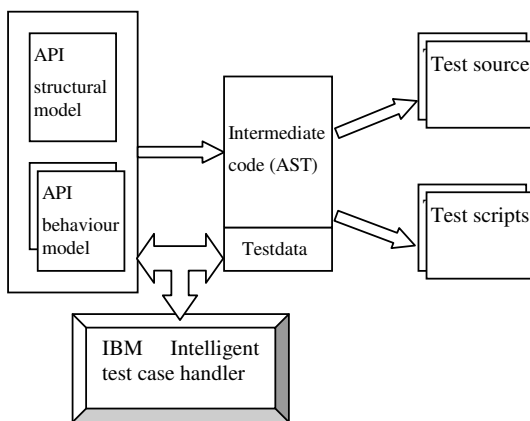 API
structural
model
API
behaviour
model
Intermediate
code (AST)
Testdata
Test source
Test scripts
IBM Intelligent
test case handler